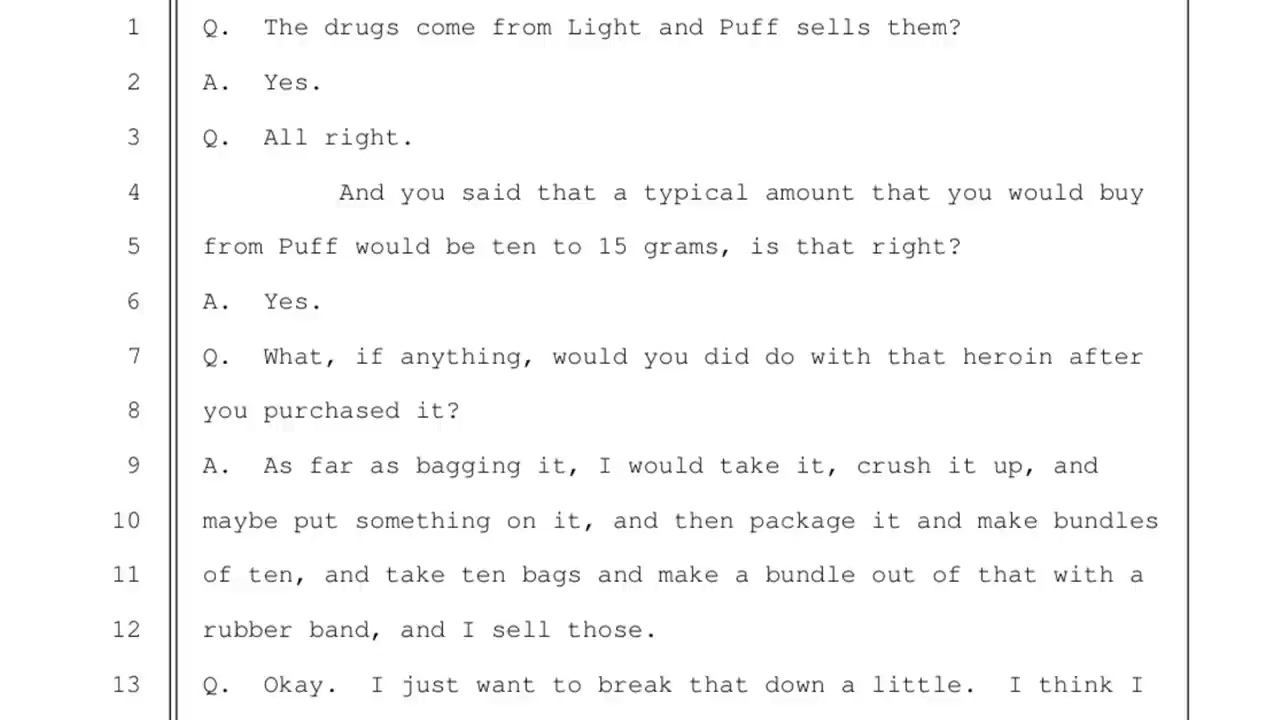 1 Q. The drugs come from Light and Puff sells them?
2 A. Yes.
3 Q. All right.
4 And you said that a typical amount that you would buy
5 from Puff would be ten to 15 grams, is that right?
6 A. Yes.
7 Q. What, if anything, would you did do with that heroin after
8 you purchased it?
9 A. As far as bagging it, I would take it, crush it up, and
10 maybe put something on it, and then package it and make bundles
11 of ten, and take ten bags and make a bundle out of that with a
12 rubber band, and I sell those.
13 Q. Okay. I just want to break that down a little. I think I